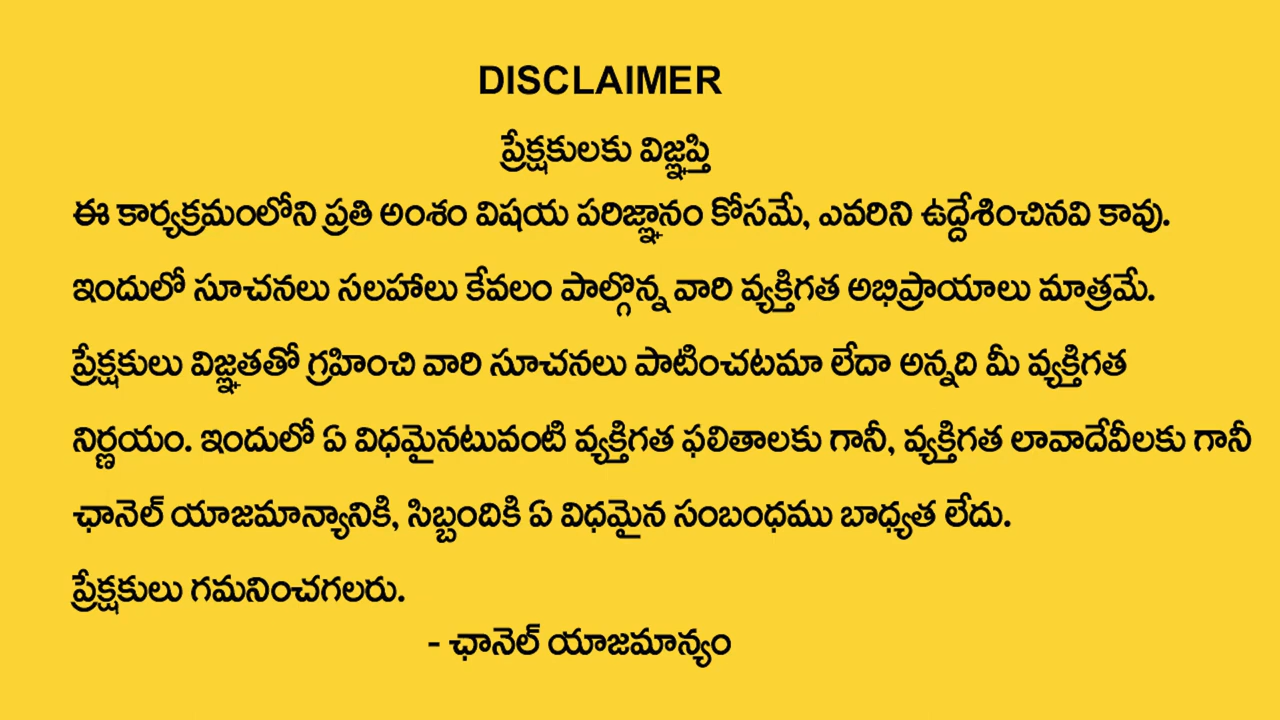 DISCLAIMER
ప్రేక్షకులకు విజ్ఞప్తి
ఈ కార్యక్రమంలోని ప్రతి అంశం విషయ పరిజ్ఞానం కోసమే, ఎవరిని ఉద్దేశించినవి కావు.
ఇందులో సూచనలు సలహాలు కేవలం పాల్గొన్న వారి వ్యక్తిగత అభిప్రాయాలు మాత్రమే.
ప్రేక్షకులు విజ్ఞతతో గ్రహించి వారి సూచనలు పాటించటమా లేదా అన్నది మీ వ్యక్తిగత
నిర్ణయం. ఇందులో ఏ విధమైనటువంటి వ్యక్తిగత ఫలితాలకు గానీ, వ్యక్తిగత లావాదేవీలకు గానీ
ఛానెల్ యాజమాన్యానికి, సిబ్బందికి ఏ విధమైన సంబంధము బాధ్యత లేదు.
ప్రేక్షకులు గమనించగలరు.
- ఛానెల్ యాజమాన్యం